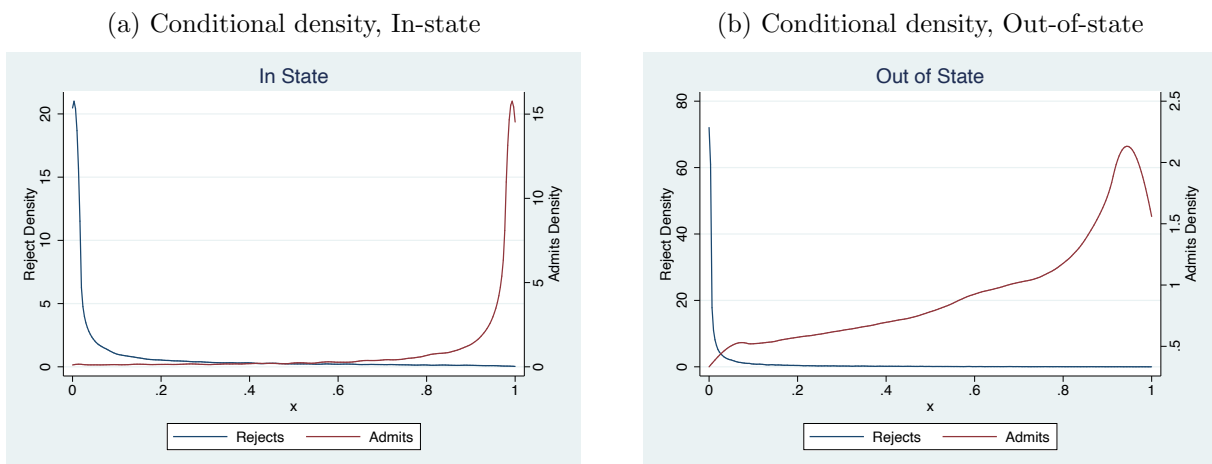 (a) Conditional density, In-state
In State
Reject Density
20
15
10
5
0
Admits Density
15
10
5
0
0 .2 .4 .6 .8 1
x
Rejects Admits
(b) Conditional density, Out-of-state
Out of State
Reject Density
80
60
40
20
0
Admits Density
2.5
2
1.5
1
.5
0 .2 .4 .6 .8 1
x
Rejects Admits